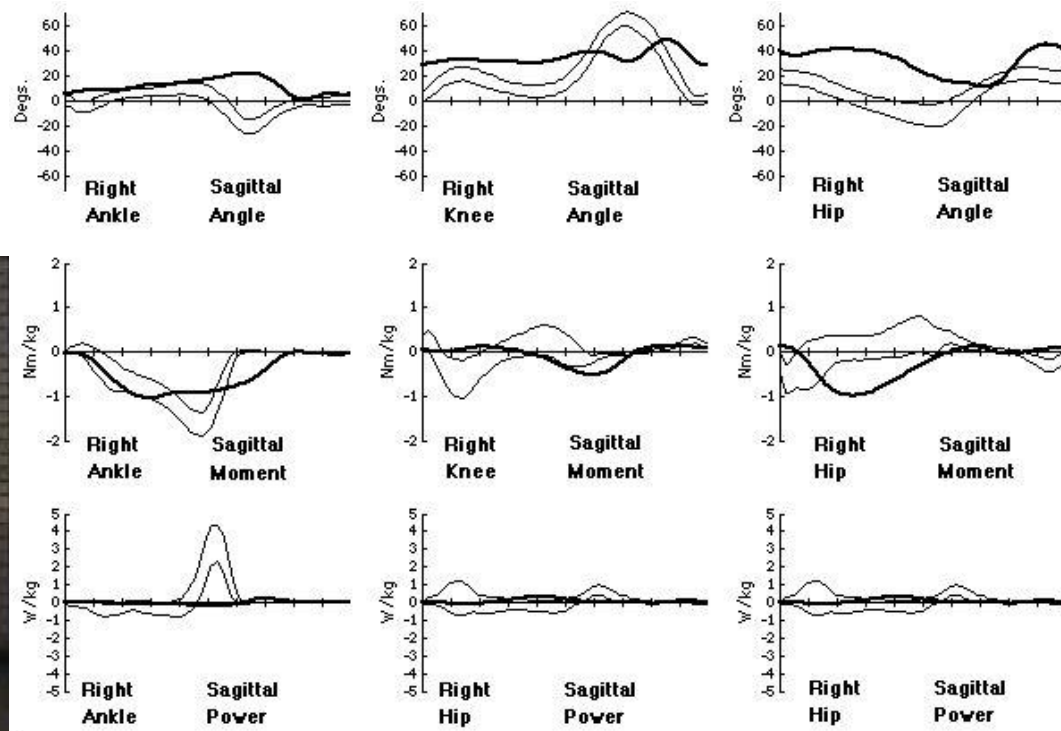 60
40
20
0
-20
-40
-60
Degs.
Right Sagittal
Ankle Angle
60
40
20
0
-20
-40
-60
Degs.
Right Sagittal
Knee Angle
60
40
20
0
-20
-40
-60
Degs.
Right Sagittal
Hip Angle
2
1
0
-1
-2
Nm/kg
Right Sagittal
Ankle Moment
2
1
0
-1
-2
Nm/kg
Right Sagittal
Knee Moment
2
1
0
-1
-2
Nm/kg
Right Sagittal
Hip Moment
5
4
3
2
1
0
-1
-2
-3
-4
-5
W/kg
Right Sagittal
Ankle Power
5
4
3
2
1
0
-1
-2
-3
-4
-5
W/kg
Right Sagittal
Hip Power
5
4
3
2
1
0
-1
-2
-3
-4
-5
W/kg
Right Sagittal
Hip Power